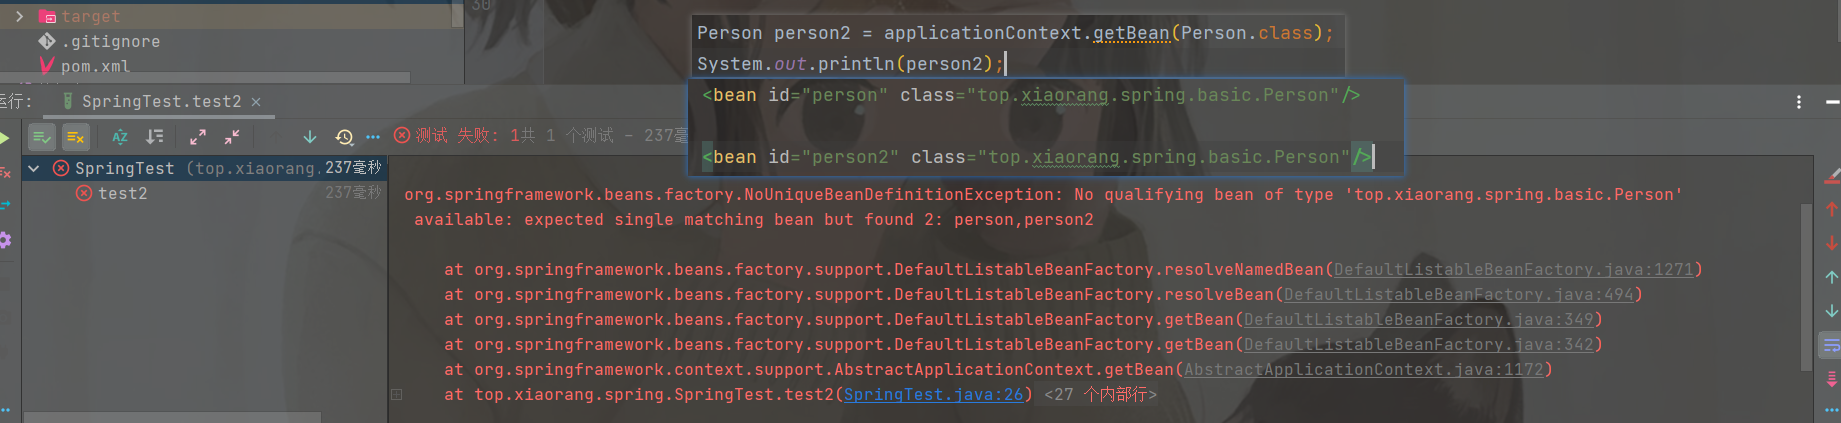 target
30
.gitignore
pom.xml
Person person2 = applicationContext.getBean(Person.class);
System.out.println(person2);
<bean id="person" class="top.xiaorang.spring.basic.Person"/>
<bean id="person2" class="top.xiaorang.spring.basic.Person"/>
运行:
SpringTest.test2
测试 失败: 1共 1 个测试 – 237毫
SpringTest (top.xiaorang. 237毫秒
test2 237毫秒
org.springframework.beans.factory.NoUniqueBeanDefinitionException: No qualifying bean of type 'top.xiaorang.spring.basic.Person'
available: expected single matching bean but found 2: person,person2
at org.springframework.beans.factory.support.DefaultListableBeanFactory.resolveNamedBean(DefaultListableBeanFactory.java:1271)
at org.springframework.beans.factory.support.DefaultListableBeanFactory.resolveBean(DefaultListableBeanFactory.java:494)
at org.springframework.beans.factory.support.DefaultListableBeanFactory.getBean(DefaultListableBeanFactory.java:349)
at org.springframework.beans.factory.support.DefaultListableBeanFactory.getBean(DefaultListableBeanFactory.java:342)
at org.springframework.context.support.AbstractApplicationContext.getBean(AbstractApplicationContext.java:1172)
at top.xiaorang.spring.SpringTest.test2(SpringTest.java:26) <27 个内部行>